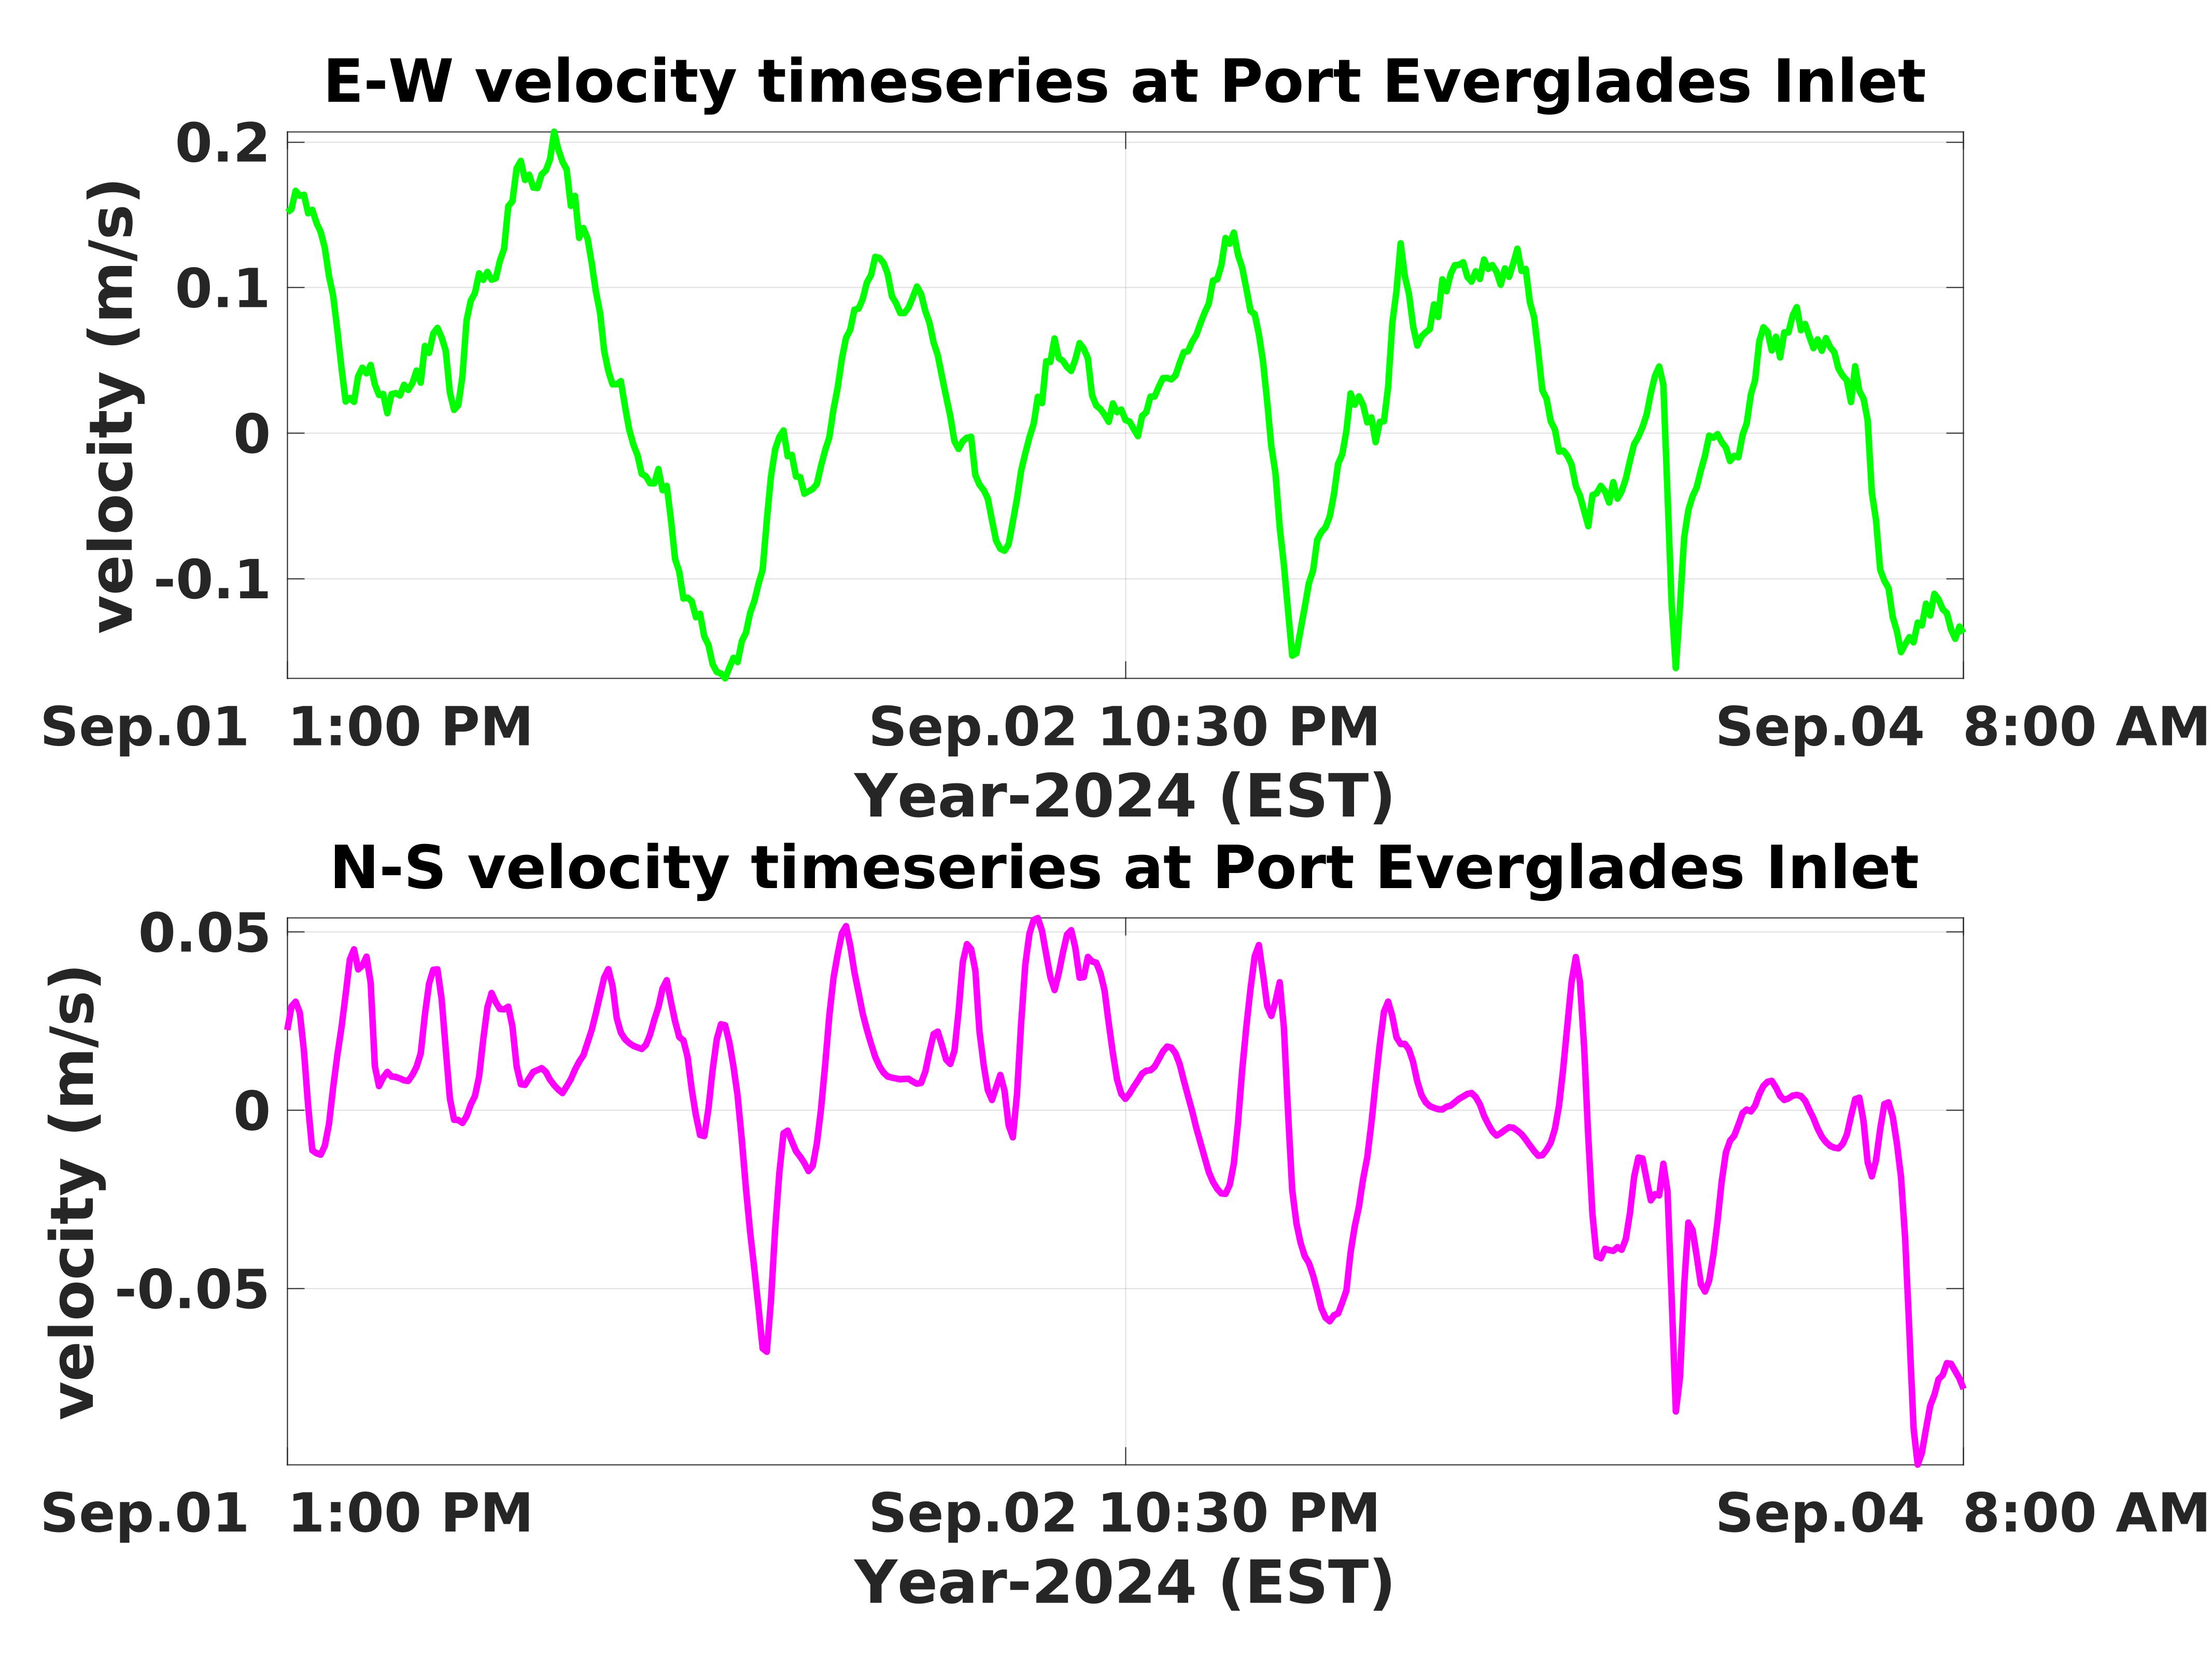 E-W velocity timeseries at Port Everglades Inlet
velocity (m/s)
0.2
0.1
0
-0.1
Sep.01 1:00 PM Sep.02 10:30 PM Sep.04 8:00 AM
Year-2024 (EST)
N-S velocity timeseries at Port Everglades Inlet
velocity (m/s)
0.05
0
-0.05
Sep.01 1:00 PM Sep.02 10:30 PM Sep.04 8:00 AM
Year-2024 (EST)